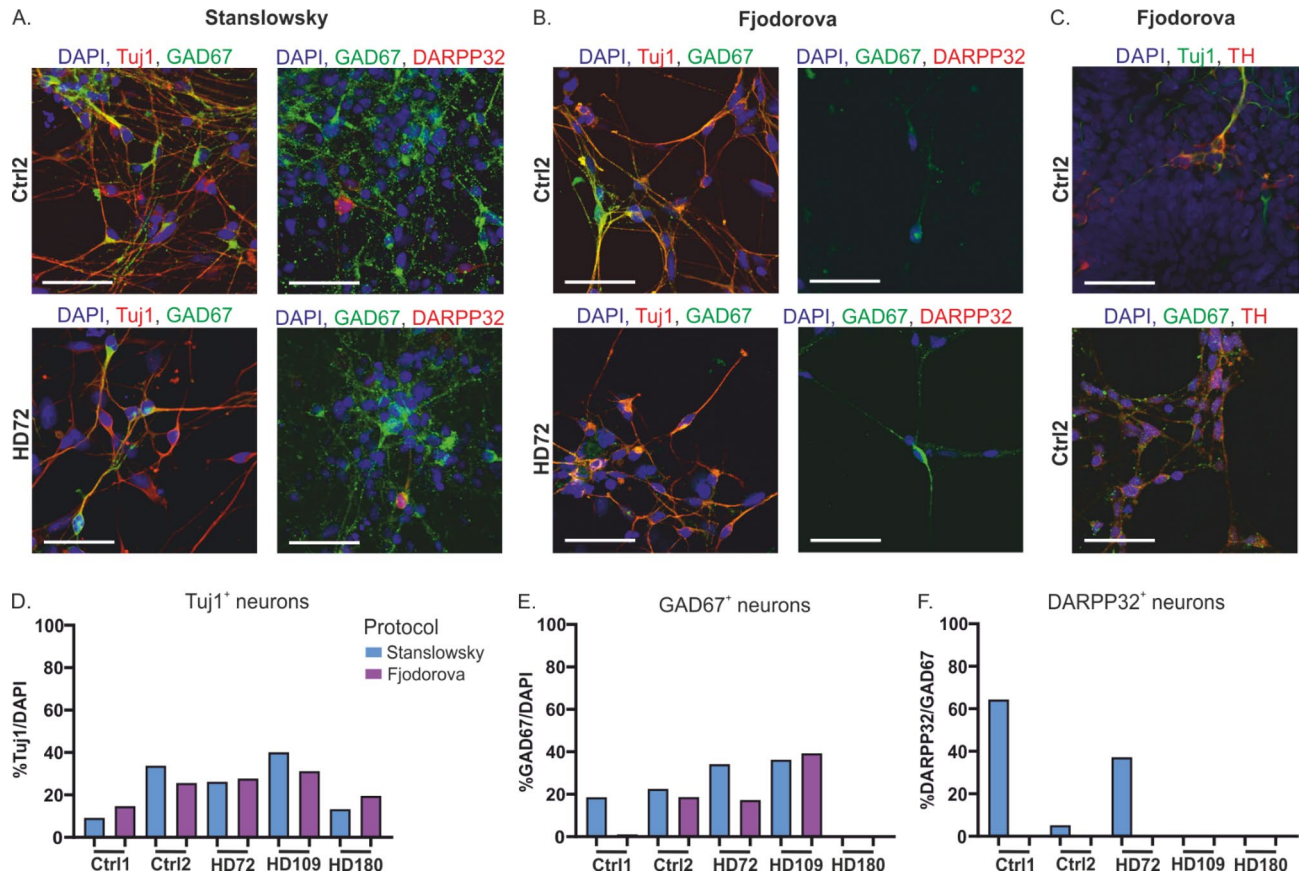 A.
Stanslowsky
B.
Fjodorova
C.
Fjodorova
DAPI, Tuj1, GAD67
DAPI, GAD67, DARPP32
DAPI, Tuj1, GAD67
DAPI, GAD67, DARPP32
DAPI, Tuj1, TH
Ctrl2
Ctrl2
Ctrl2
DAPI, Tuj1, GAD67
DAPI, GAD67, DARPP32
DAPI, Tuj1, GAD67
DAPI, GAD67, DARPP32
DAPI, GAD67, TH
HD72
HD72
Ctrl2
D.
Tuj1⁺ neurons
%Tuj1/DAPI
100
80
60
40
20
0
Ctrl1 Ctrl2 HD72 HD109 HD180
Protocol
Stanslowsky
Fjodorova
E.
GAD67⁺ neurons
%GAD67/DAPI
100
80
60
40
20
0
Ctrl1 Ctrl2 HD72 HD109 HD180
F.
DARPP32⁺ neurons
%DARPP32/GAD67
100
80
60
40
20
0
Ctrl1 Ctrl2 HD72 HD109 HD180